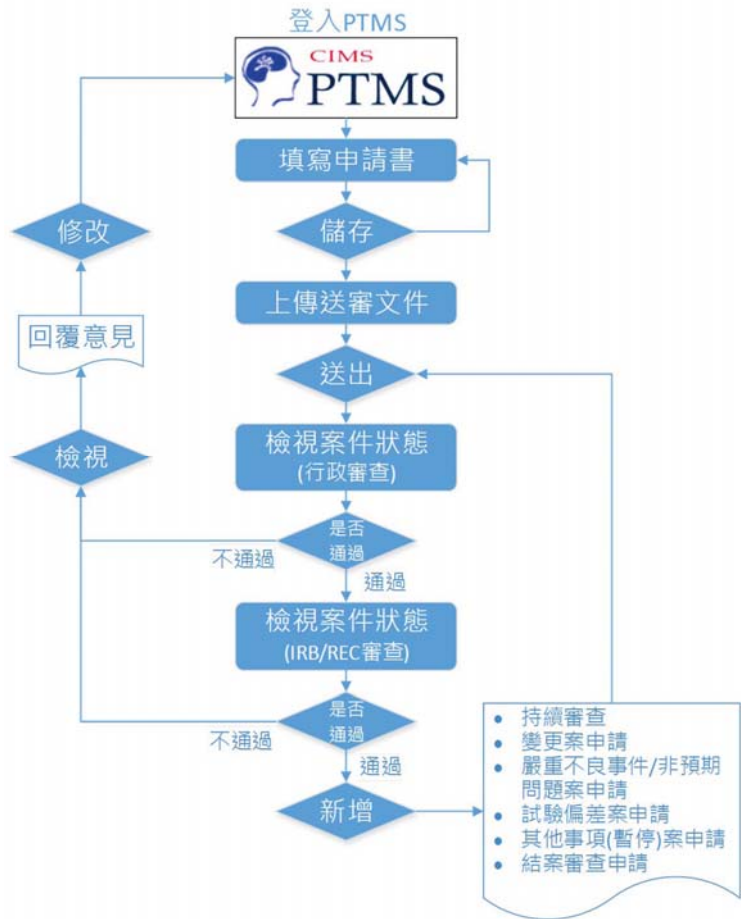 登入PTMS
CIMS
PTMS
填寫申請書
儲存
上傳送審文件
送出
檢視案件狀態
(行政審查)
是否
通過
不通過
通過
檢視案件狀態
(IRB/REC審查)
是否
通過
不通過
通過
新增
修改
回覆意見
檢視
• 持續審查
• 變更案申請
• 嚴重不良事件/非預期
問題案申請
• 試驗偏差案申請
• 其他事項(暫停)案申請
• 結案審查申請